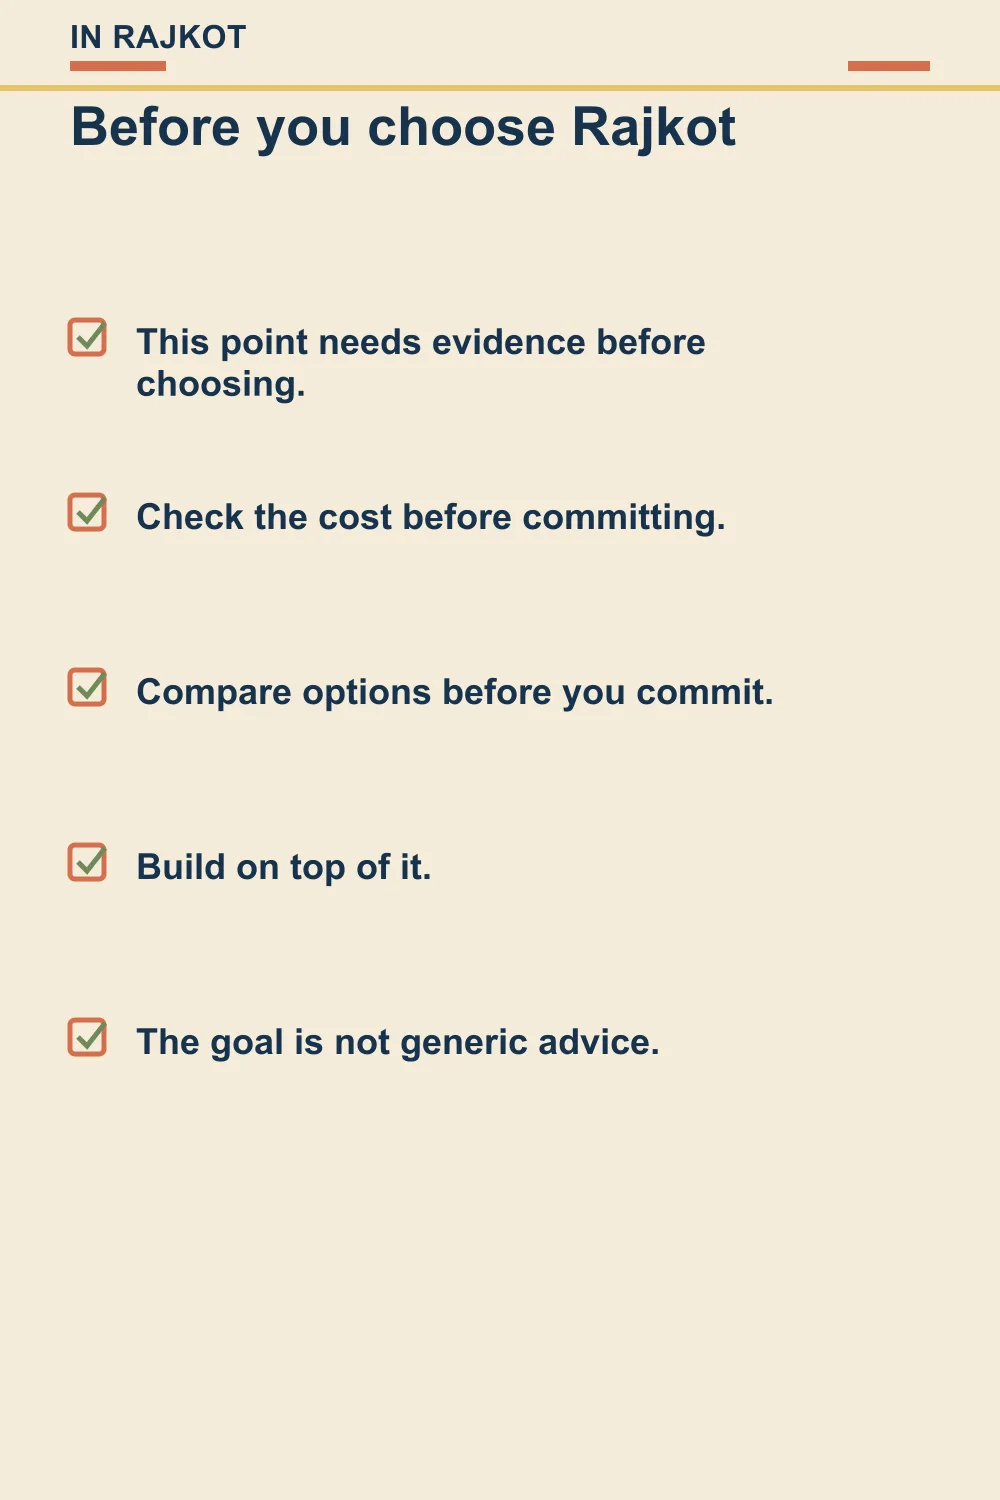 IN RAJKOT
Before you choose Rajkot
This point needs evidence before
choosing.
Check the cost before committing.
Compare options before you commit.
Build on top of it.
The goal is not generic advice.